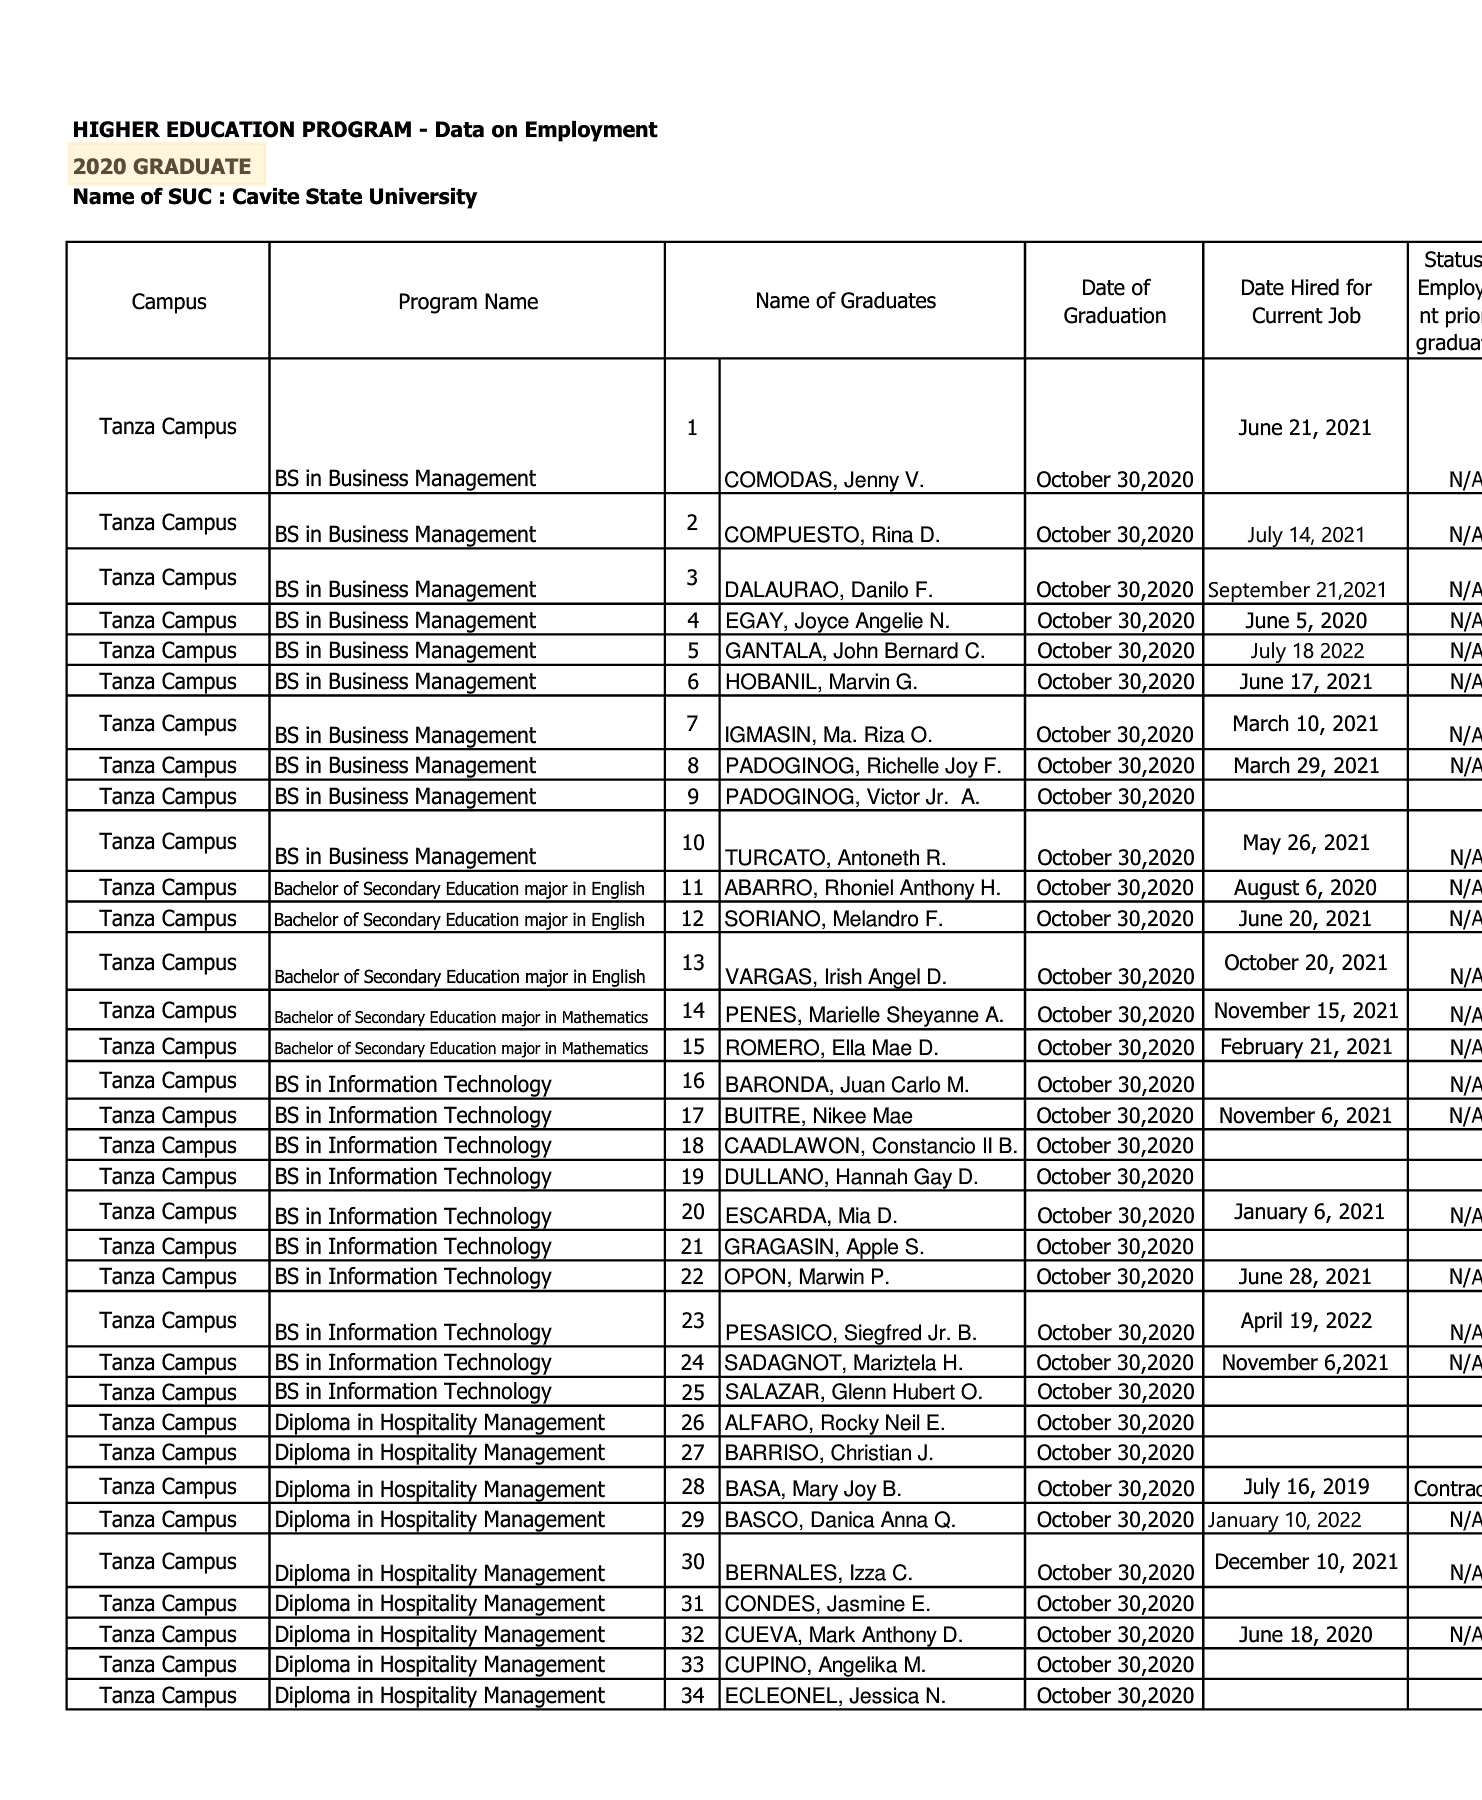 HIGHER EDUCATION PROGRAM - Data on Employment
2020 GRADUATE
Name of SUC : Cavite State University
Campus Program Name Name of Graduates Date of Graduation Date Hired for Current Job Status Employ nt prio gradua
Tanza Campus BS in Business Management 1 COMODAS, Jenny V. October 30,2020 June 21, 2021 N/A
Tanza Campus BS in Business Management 2 COMPUESTO, Rina D. October 30,2020 July 14, 2021 N/A
Tanza Campus BS in Business Management 3 DALAURAO, Danilo F. October 30,2020 September 21,2021 N/A
Tanza Campus BS in Business Management 4 EGAY, Joyce Angelie N. October 30,2020 June 5, 2020 N/A
Tanza Campus BS in Business Management 5 GANTALA, John Bernard C. October 30,2020 July 18 2022 N/A
Tanza Campus BS in Business Management 6 HOBANIL, Marvin G. October 30,2020 June 17, 2021 N/A
Tanza Campus BS in Business Management 7 IGMASIN, Ma. Riza O. October 30,2020 March 10, 2021 N/A
Tanza Campus BS in Business Management 8 PADOGINOG, Richelle Joy F. October 30,2020 March 29, 2021 N/A
Tanza Campus BS in Business Management 9 PADOGINOG, Victor Jr. A. October 30,2020
Tanza Campus BS in Business Management 10 TURCATO, Antoneth R. October 30,2020 May 26, 2021 N/A
Tanza Campus Bachelor of Secondary Education major in English 11 ABARRO, Rhoniel Anthony H. October 30,2020 August 6, 2020 N/A
Tanza Campus Bachelor of Secondary Education major in English 12 SORIANO, Melandro F. October 30,2020 June 20, 2021 N/A
Tanza Campus Bachelor of Secondary Education major in English 13 VARGAS, Irish Angel D. October 30,2020 October 20, 2021 N/A
Tanza Campus Bachelor of Secondary Education major in Mathematics 14 PENES, Marielle Sheyanne A. October 30,2020 November 15, 2021 N/A
Tanza Campus Bachelor of Secondary Education major in Mathematics 15 ROMERO, Ella Mae D. October 30,2020 February 21, 2021 N/A
Tanza Campus BS in Information Technology 16 BARONDA, Juan Carlo M. October 30,2020 N/A
Tanza Campus BS in Information Technology 17 BUITRE, Nikee Mae October 30,2020 November 6, 2021 N/A
Tanza Campus BS in Information Technology 18 CAADLAWON, Constancio II B. October 30,2020
Tanza Campus BS in Information Technology 19 DULLANO, Hannah Gay D. October 30,2020
Tanza Campus BS in Information Technology 20 ESCARDA, Mia D. October 30,2020 January 6, 2021 N/A
Tanza Campus BS in Information Technology 21 GRAGASIN, Apple S. October 30,2020
Tanza Campus BS in Information Technology 22 OPON, Marwin P. October 30,2020 June 28, 2021 N/A
Tanza Campus BS in Information Technology 23 PESASICO, Siegfred Jr. B. October 30,2020 April 19, 2022 N/A
Tanza Campus BS in Information Technology 24 SADAGNOT, Mariztela H. October 30,2020 November 6,2021 N/A
Tanza Campus BS in Information Technology 25 SALAZAR, Glenn Hubert O. October 30,2020
Tanza Campus Diploma in Hospitality Management 26 ALFARO, Rocky Neil E. October 30,2020
Tanza Campus Diploma in Hospitality Management 27 BARRISO, Christian J. October 30,2020
Tanza Campus Diploma in Hospitality Management 28 BASA, Mary Joy B. October 30,2020 July 16, 2019 Contrac
Tanza Campus Diploma in Hospitality Management 29 BASCO, Danica Anna Q. October 30,2020 January 10, 2022 N/A
Tanza Campus Diploma in Hospitality Management 30 BERNALES, Izza C. October 30,2020 December 10, 2021 N/A
Tanza Campus Diploma in Hospitality Management 31 CONDES, Jasmine E. October 30,2020
Tanza Campus Diploma in Hospitality Management 32 CUEVA, Mark Anthony D. October 30,2020 June 18, 2020 N/A
Tanza Campus Diploma in Hospitality Management 33 CUPINO, Angelika M. October 30,2020
Tanza Campus Diploma in Hospitality Management 34 ECLEONEL, Jessica N. October 30,2020